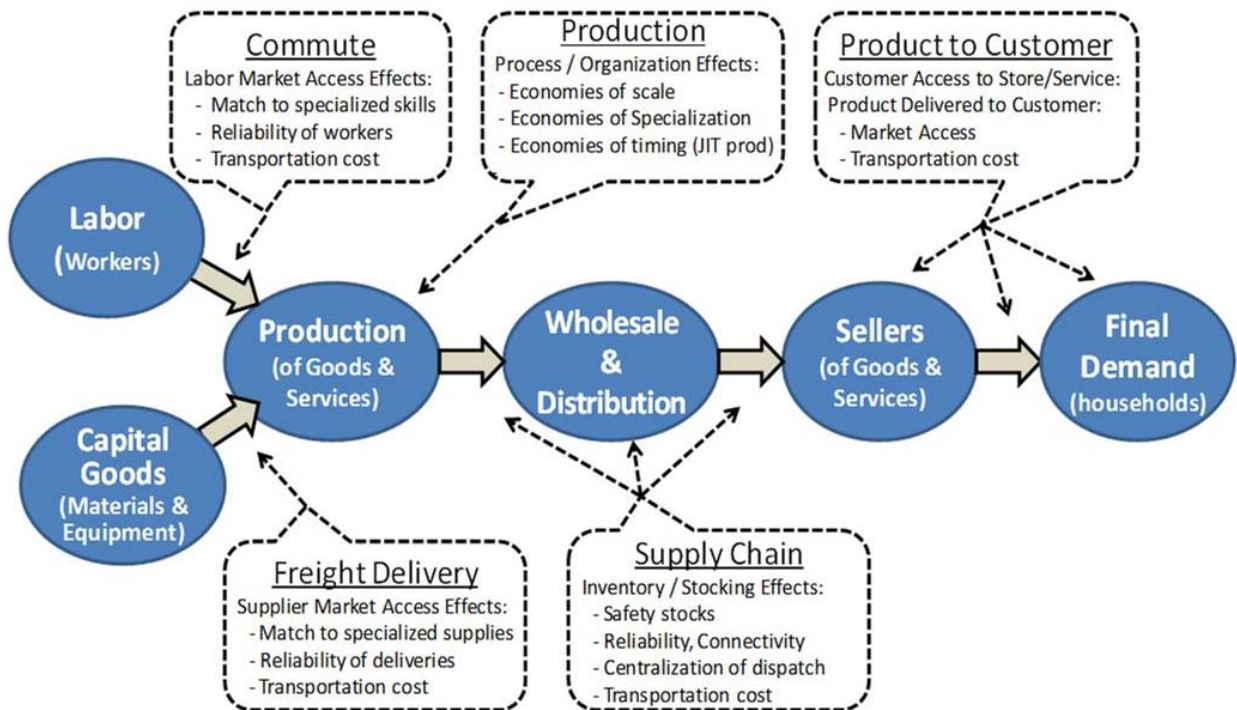 Commute
Labor Market Access Effects:
- Match to specialized skills
- Reliability of workers
- Transportation cost
Production
Process / Organization Effects:
- Economies of scale
- Economies of Specialization
- Economies of timing (JIT prod)
Product to Customer
Customer Access to Store/Service:
Product Delivered to Customer:
- Market Access
- Transportation cost
Labor
(Workers)
Capital
Goods
(Materials &
Equipment)
Production
(of Goods &
Services)
Wholesale
&
Distribution
Sellers
(of Goods &
Services)
Final
Demand
(households)
Freight Delivery
Supplier Market Access Effects:
- Match to specialized supplies
- Reliability of deliveries
- Transportation cost
Supply Chain
Inventory / Stocking Effects:
- Safety stocks
- Reliability, Connectivity
- Centralization of dispatch
- Transportation cost